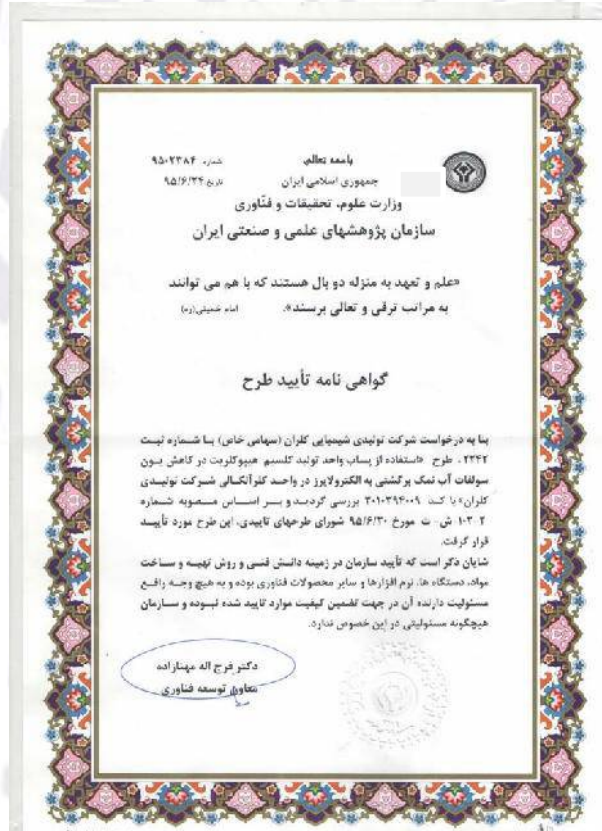 باسمه تعالی
شماره ۹۵۰۲۳۸۴
جمهوری اسلامی ایران
تاریخ ۹۵/۶/۳۴
وزارت علوم، تحقیقات و فنّاوری
سازمان پژوهشهای علمی و صنعتی ایران
«علم و تعهد به منزله دو بال هستند که با هم می توانند
به مراتب ترقی و تعالی برسند». امام خمینی(ره)
گواهی نامه تأیید طرح
بنا به درخواست شرکت تولیدی شیمیایی کلران (سهامی خاص) با شماره ثبت
۲۲۴۲، طرح «استفاده از پساب واحد تولید کلسیم هیپوکلریت در کاهش یون
سولفات آب نمک برگشتی به الکترولایزر در واحد کلرآلکالی شرکت تولیدی
کلران» با کد ۳۰۱۰۳۹۴۰۰۹ بررسی گردید و بر اساس مصوبه شماره
۱۰۳۰۲ ش ت مورخ ۹۵/۶/۳۰ شورای طرحهای تاییدی، این طرح مورد تأیید
قرار گرفت.
شایان ذکر است که تأیید سازمان در زمینه دانش فنی و روش تهیه و ساخت
مواد، دستگاه ها، نرم افزارها و سایر محصولات فناوری بوده و به هیچ وجه رافع
مسئولیت دارنده آن در جهت تضمین کیفیت موارد تایید شده نبوده و سازمان
هیچگونه مسئولیتی در این خصوص ندارد.
دکتر فرج اله مهنازاده
معاون توسعه فناوری